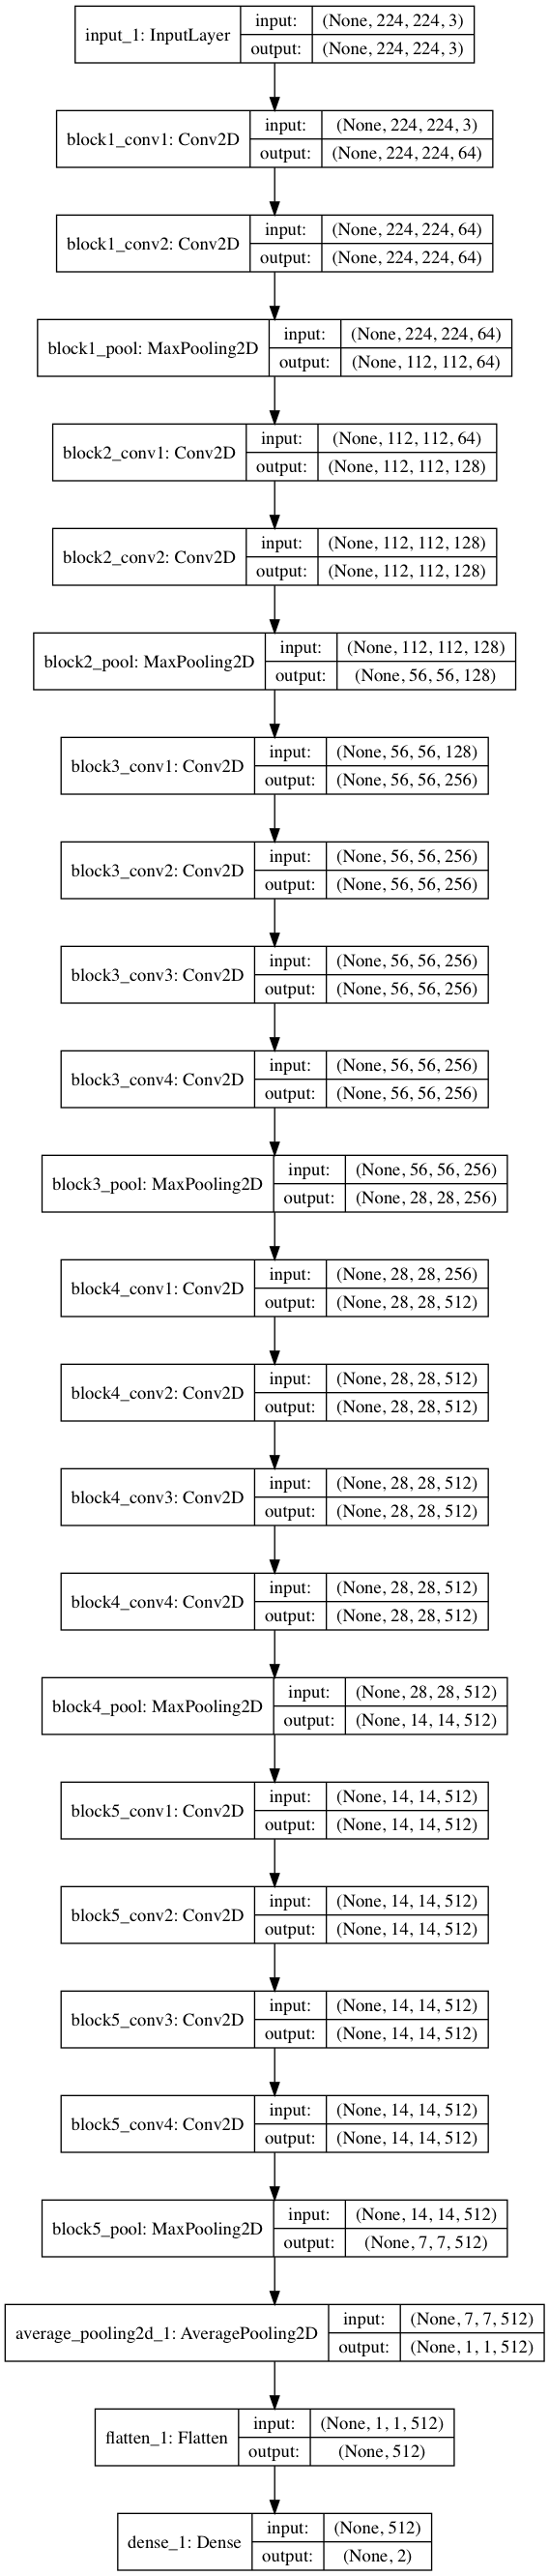 input_1: InputLayer
input: (None, 224, 224, 3)
output: (None, 224, 224, 3)
block1_conv1: Conv2D
input: (None, 224, 224, 3)
output: (None, 224, 224, 64)
block1_conv2: Conv2D
input: (None, 224, 224, 64)
output: (None, 224, 224, 64)
block1_pool: MaxPooling2D
input: (None, 224, 224, 64)
output: (None, 112, 112, 64)
block2_conv1: Conv2D
input: (None, 112, 112, 64)
output: (None, 112, 112, 128)
block2_conv2: Conv2D
input: (None, 112, 112, 128)
output: (None, 112, 112, 128)
block2_pool: MaxPooling2D
input: (None, 112, 112, 128)
output: (None, 56, 56, 128)
block3_conv1: Conv2D
input: (None, 56, 56, 128)
output: (None, 56, 56, 256)
block3_conv2: Conv2D
input: (None, 56, 56, 256)
output: (None, 56, 56, 256)
block3_conv3: Conv2D
input: (None, 56, 56, 256)
output: (None, 56, 56, 256)
block3_conv4: Conv2D
input: (None, 56, 56, 256)
output: (None, 56, 56, 256)
block3_pool: MaxPooling2D
input: (None, 56, 56, 256)
output: (None, 28, 28, 256)
block4_conv1: Conv2D
input: (None, 28, 28, 256)
output: (None, 28, 28, 512)
block4_conv2: Conv2D
input: (None, 28, 28, 512)
output: (None, 28, 28, 512)
block4_conv3: Conv2D
input: (None, 28, 28, 512)
output: (None, 28, 28, 512)
block4_conv4: Conv2D
input: (None, 28, 28, 512)
output: (None, 28, 28, 512)
block4_pool: MaxPooling2D
input: (None, 28, 28, 512)
output: (None, 14, 14, 512)
block5_conv1: Conv2D
input: (None, 14, 14, 512)
output: (None, 14, 14, 512)
block5_conv2: Conv2D
input: (None, 14, 14, 512)
output: (None, 14, 14, 512)
block5_conv3: Conv2D
input: (None, 14, 14, 512)
output: (None, 14, 14, 512)
block5_conv4: Conv2D
input: (None, 14, 14, 512)
output: (None, 14, 14, 512)
block5_pool: MaxPooling2D
input: (None, 14, 14, 512)
output: (None, 7, 7, 512)
average_pooling2d_1: AveragePooling2D
input: (None, 7, 7, 512)
output: (None, 1, 1, 512)
flatten_1: Flatten
input: (None, 1, 1, 512)
output: (None, 512)
dense_1: Dense
input: (None, 512)
output: (None, 2)